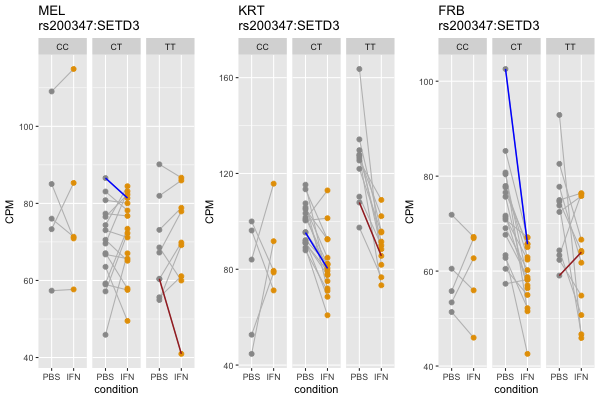 MEL
rs200347:SETD3
CC
CT
TT
CPM
100
80
60
40
PBS IFN
PBS IFN
PBS IFN
condition
KRT
rs200347:SETD3
CC
CT
TT
CPM
160
120
80
40
PBS IFN
PBS IFN
PBS IFN
condition
FRB
rs200347:SETD3
CC
CT
TT
CPM
100
80
60
40
PBS IFN
PBS IFN
PBS IFN
condition